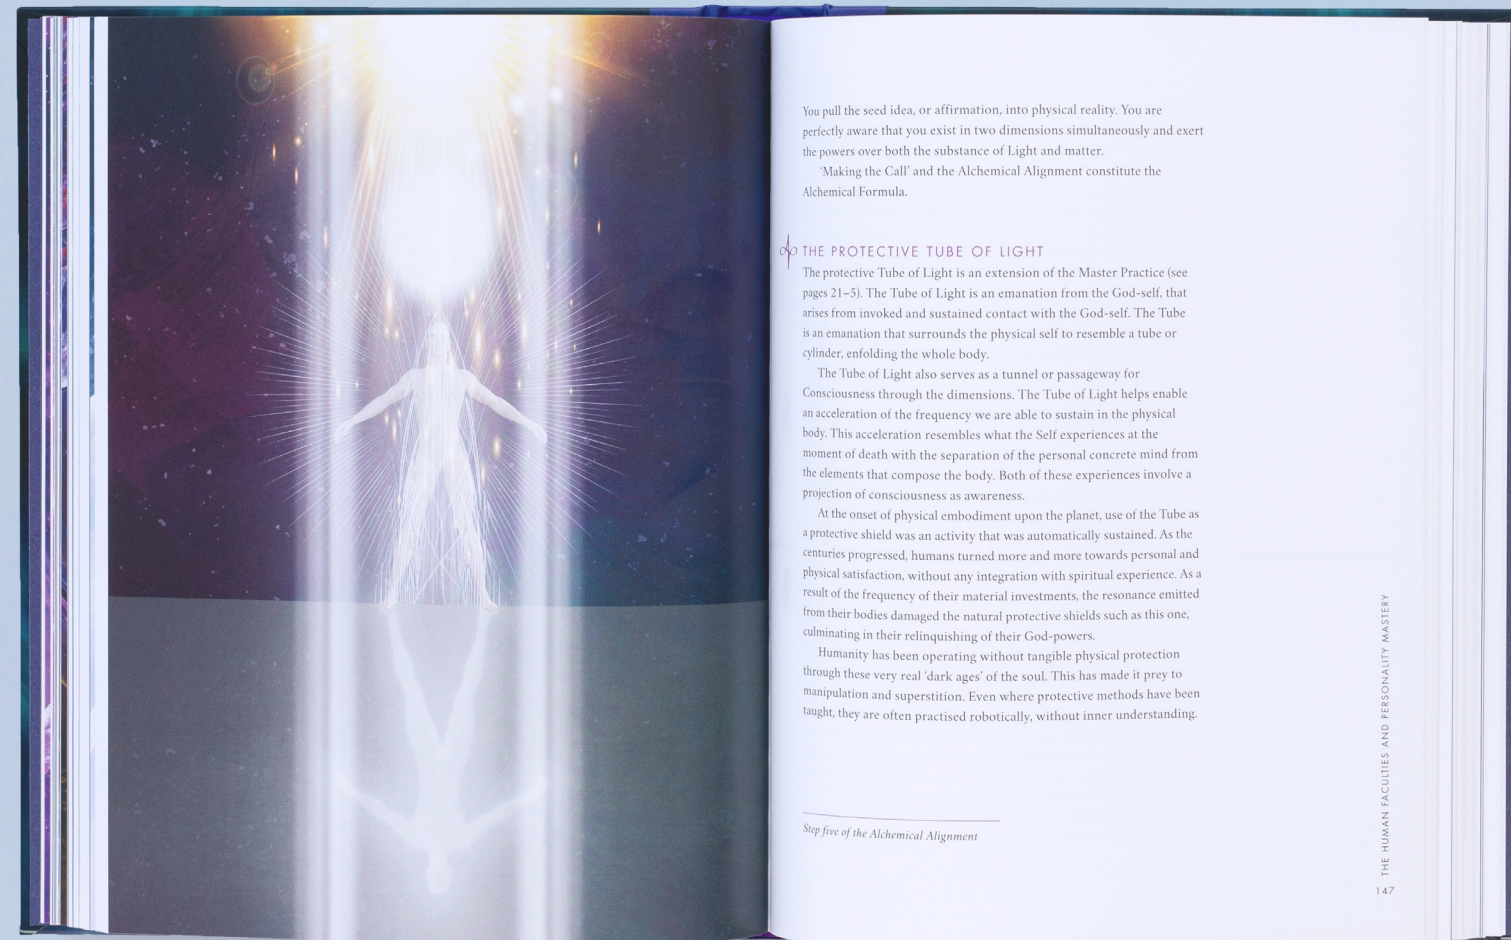 You pull the seed idea, or affirmation, into physical reality. You are
perfectly aware that you exist in two dimensions simultaneously and exert
the powers over both the substance of Light and matter.
‘Making the Call’ and the Alchemical Alignment constitute the
Alchemical Formula.
THE PROTECTIVE TUBE OF LIGHT
The protective Tube of Light is an extension of the Master Practice (see
pages 21–5). The Tube of Light is an emanation from the God-self, that
arises from invoked and sustained contact with the God-self. The Tube
is an emanation that surrounds the physical self to resemble a tube or
cylinder, enfolding the whole body.
The Tube of Light also serves as a tunnel or passageway for
Consciousness through the dimensions. The Tube of Light helps enable
an acceleration of the frequency we are able to sustain in the physical
body. This acceleration resembles what the Self experiences at the
moment of death with the separation of the personal concrete mind from
the elements that compose the body. Both of these experiences involve a
projection of consciousness as awareness.
At the onset of physical embodiment upon the planet, use of the Tube as
a protective shield was an activity that was automatically sustained. As the
centuries progressed, humans turned more and more towards personal and
physical satisfaction, without any integration with spiritual experience. As a
result of the frequency of their material investments, the resonance emitted
from their bodies damaged the natural protective shields such as this one,
culminating in their relinquishing of their God-powers.
Humanity has been operating without tangible physical protection
through these very real ‘dark ages’ of the soul. This has made it prey to
manipulation and superstition. Even where protective methods have been
taught, they are often practised robotically, without inner understanding.
Step five of the Alchemical Alignment
THE HUMAN FACULTIES AND PERSONALITY MASTERY
147